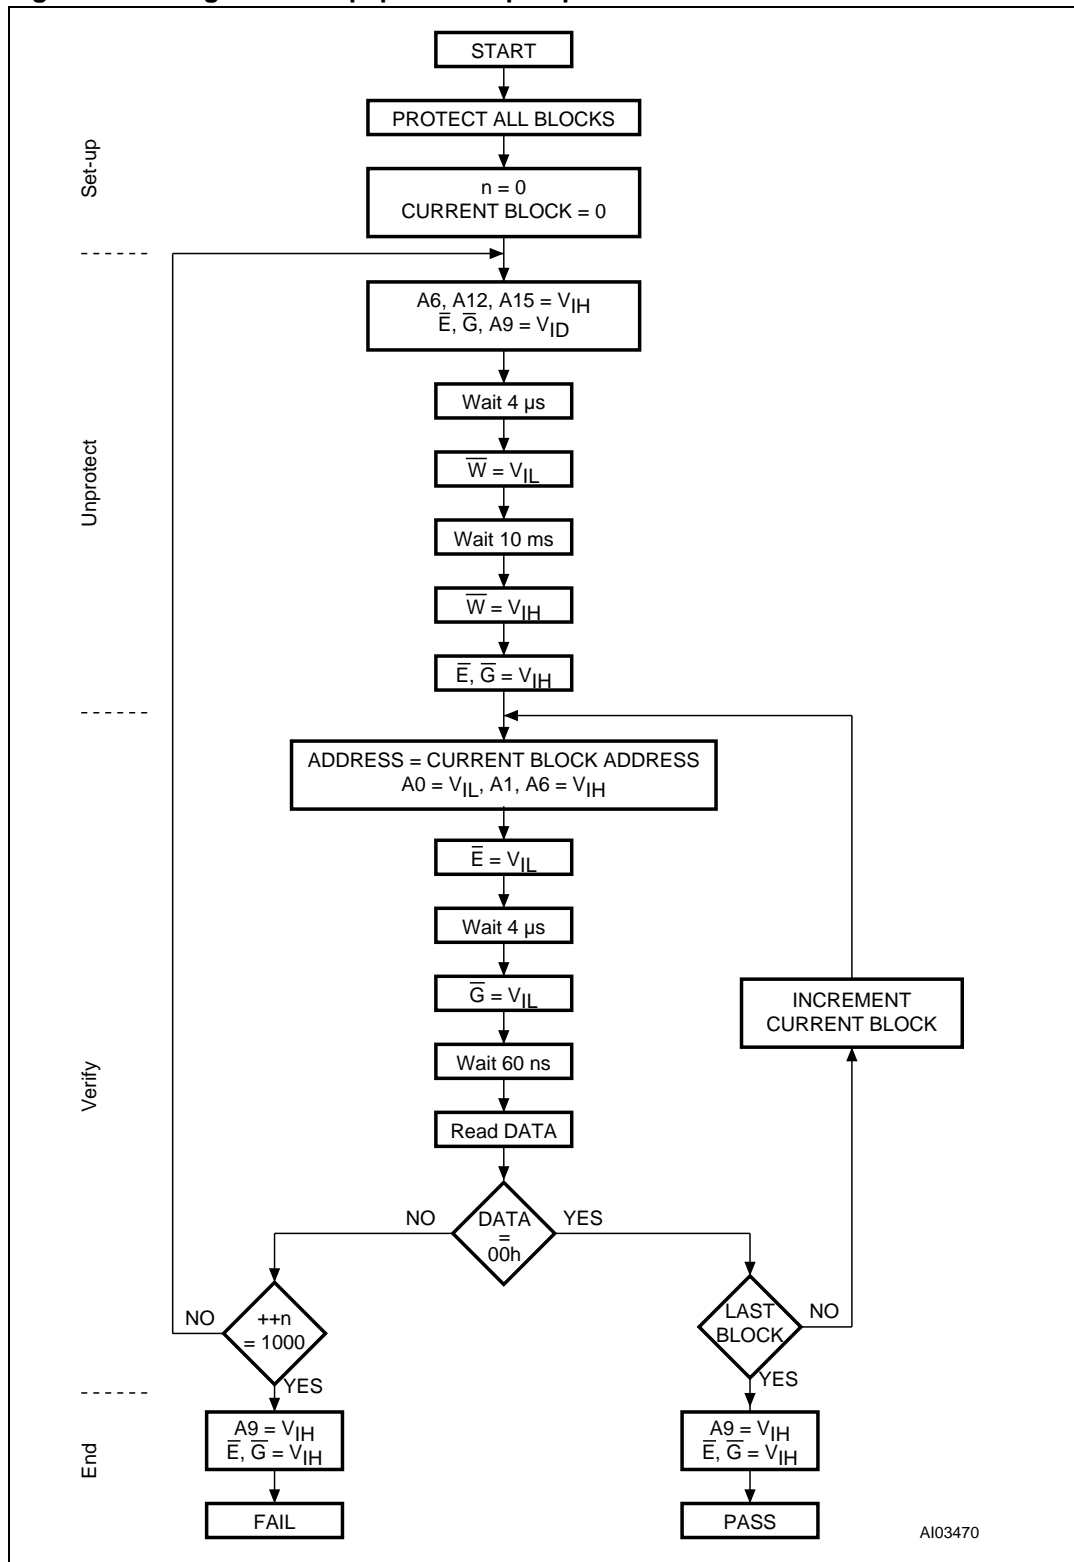 START
PROTECT ALL BLOCKS
Set-up
n = 0
CURRENT BLOCK = 0
A6, A12, A15 = VIH
E̅, G̅, A9 = VID
Wait 4 µs
Unprotect
W̅ = VIL
Wait 10 ms
W̅ = VIH
E̅, G̅ = VIH
ADDRESS = CURRENT BLOCK ADDRESS
A0 = VIL, A1, A6 = VIH
E̅ = VIL
Wait 4 µs
G̅ = VIL
INCREMENT
CURRENT BLOCK
Wait 60 ns
Verify
Read DATA
NO
DATA
=
00h
YES
NO
++n
= 1000
YES
LAST
BLOCK
NO
YES
End
A9 = VIH
E̅, G̅ = VIH
A9 = VIH
E̅, G̅ = VIH
FAIL
PASS
AI03470